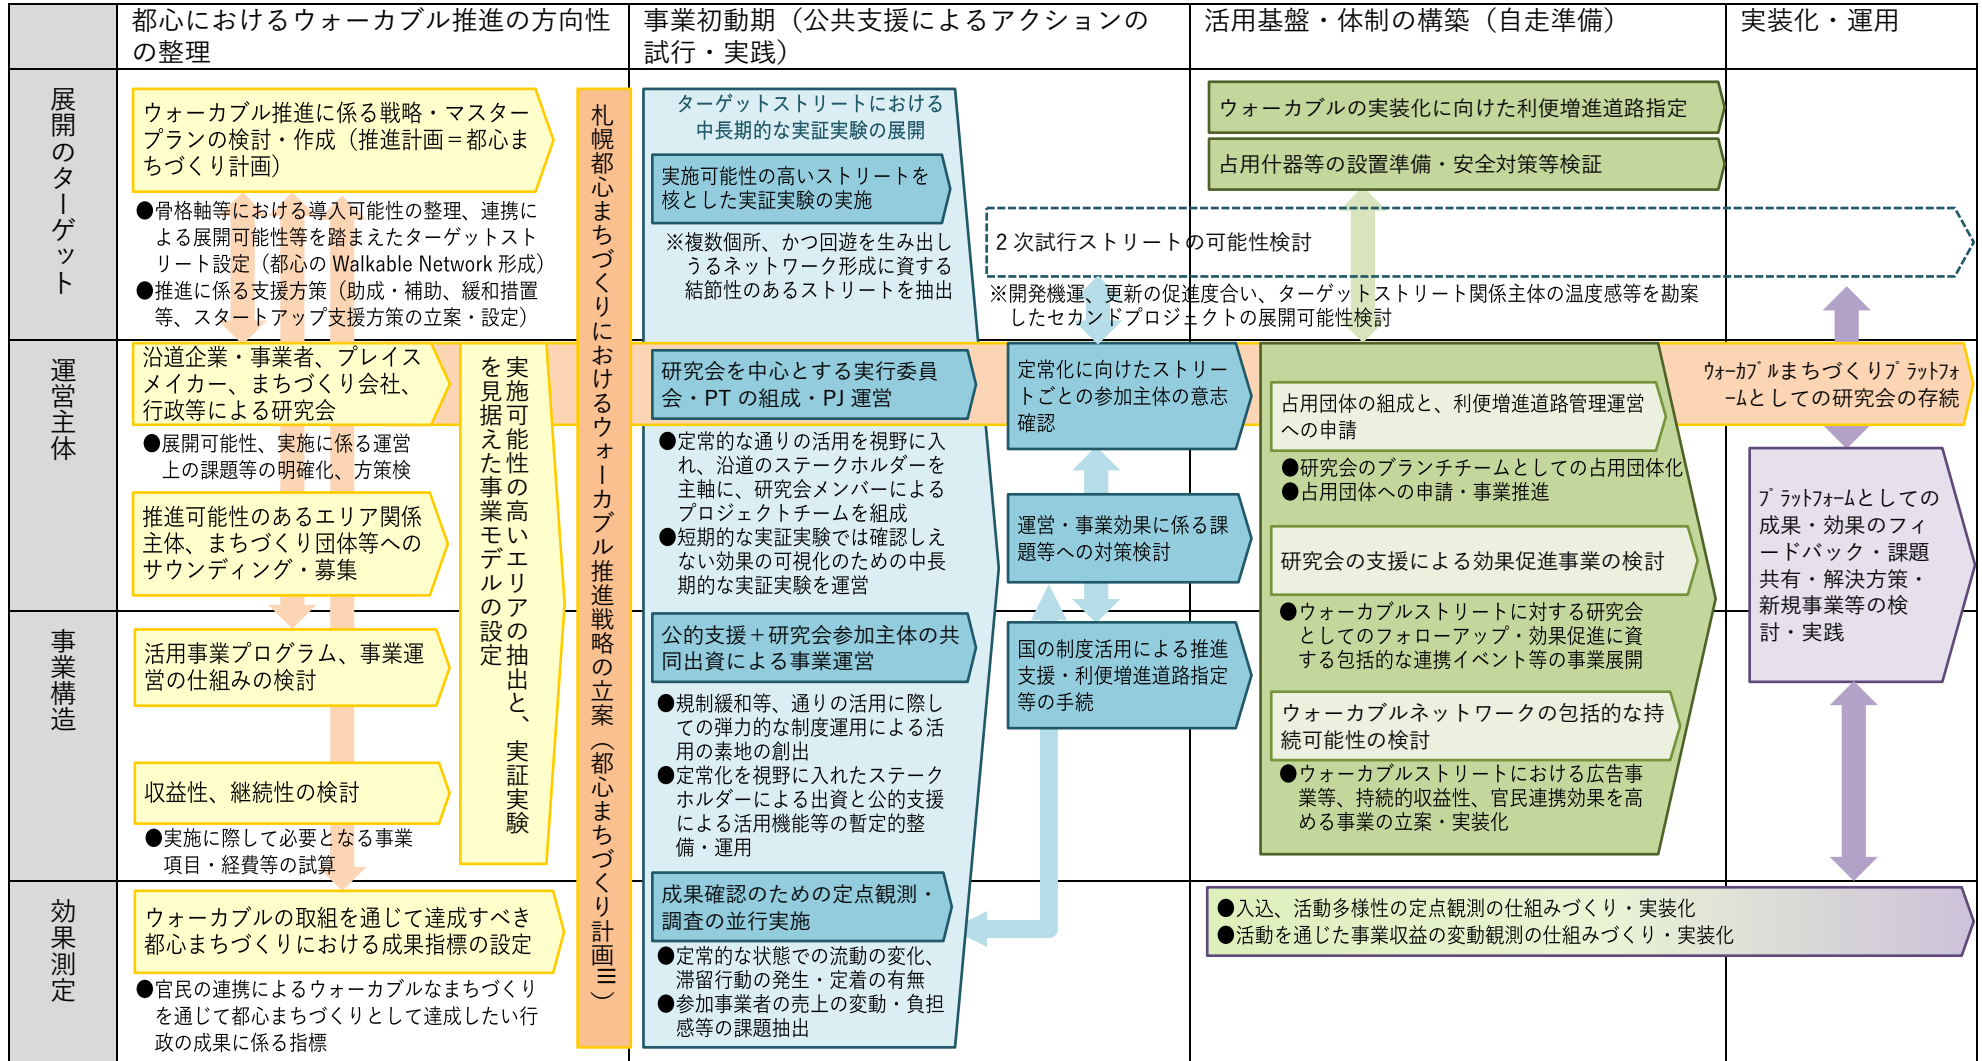 都心におけるウォーカブル推進の方向性
の整理
事業初動期（公共支援によるアクションの
試行・実践）
活用基盤・体制の構築（自走準備）
実装化・運用
展開のターゲット
ウォーカブル推進に係る戦略・マスター
プランの検討・作成（推進計画＝都心ま
ちづくり計画）
●骨格軸等における導入可能性の整理、連携に
よる展開可能性等を踏まえたターゲットスト
リート設定（都心の Walkable Network 形成）
●推進に係る支援方策（助成・補助、緩和措置
等、スタートアップ支援方策の立案・設定）
札幌都心まちづくりにおけるウォーカブル推進戦略の立案（都心まちづくり計画Ⅲ）
ターゲットストリートにおける
中長期的な実証実験の展開
実施可能性の高いストリートを
核とした実証実験の実施
※複数個所、かつ回遊を生み出し
うるネットワーク形成に資する
結節性のあるストリートを抽出
ウォーカブルの実装化に向けた利便増進道路指定
占用什器等の設置準備・安全対策等検証
2 次試行ストリートの可能性検討
※開発機運、更新の促進度合い、ターゲットストリート関係主体の温度感等を勘案
したセカンドプロジェクトの展開可能性検討
運営主体
沿道企業・事業者、プレイス
メイカー、まちづくり会社、
行政等による研究会
●展開可能性、実施に係る運営
上の課題等の明確化、方策検
推進可能性のあるエリア関係
主体、まちづくり団体等への
サウンディング・募集
実施可能性の高いエリアの抽出と、実証実験
を見据えた事業モデルの設定
研究会を中心とする実行委員
会・PT の組成・PJ 運営
●定常的な通りの活用を視野に入
れ、沿道のステークホルダーを
主軸に、研究会メンバーによる
プロジェクトチームを組成
●短期的な実証実験では確認しえ
ない効果の可視化のための中長
期的な実証実験を運営
定常化に向けたストリー
トごとの参加主体の意志
確認
運営・事業効果に係る課
題等への対策検討
占用団体の組成と、利便増進道路管理運営
への申請
●研究会のブランチチームとしての占用団体化
●占用団体への申請・事業推進
研究会の支援による効果促進事業の検討
●ウォーカブルストリートに対する研究会
としてのフォローアップ・効果促進に資
する包括的な連携イベント等の事業展開
ｳｫｰｶﾌﾞﾙまちづくりﾌﾟﾗｯﾄﾌｫ
ｰﾑとしての研究会の存続
ﾌﾟﾗｯﾄﾌｫｰﾑとしての
成果・効果のフィ
ードバック・課題
共有・解決方策・
新規事業等の検
討・実践
事業構造
活用事業プログラム、事業運
営の仕組みの検討
収益性、継続性の検討
●実施に際して必要となる事業
項目・経費等の試算
公的支援＋研究会参加主体の共
同出資による事業運営
●規制緩和等、通りの活用に際し
ての弾力的な制度運用による活
用の素地の創出
●定常化を視野に入れたステーク
ホルダーによる出資と公的支援
による活用機能等の暫定的整
備・運用
国の制度活用による推進
支援・利便増進道路指定
等の手続
ウォーカブルネットワークの包括的な持
続可能性の検討
●ウォーカブルストリートにおける広告事
業等、持続的収益性、官民連携効果を高
める事業の立案・実装化
効果測定
ウォーカブルの取組を通じて達成すべき
都心まちづくりにおける成果指標の設定
●官民の連携によるウォーカブルなまちづくり
を通じて都心まちづくりとして達成したい行
政の成果に係る指標
成果確認のための定点観測・
調査の並行実施
●定常的な状態での流動の変化、
滞留行動の発生・定着の有無
●参加事業者の売上の変動・負担
感等の課題抽出
●入込、活動多様性の定点観測の仕組みづくり・実装化
●活動を通じた事業収益の変動観測の仕組みづくり・実装化